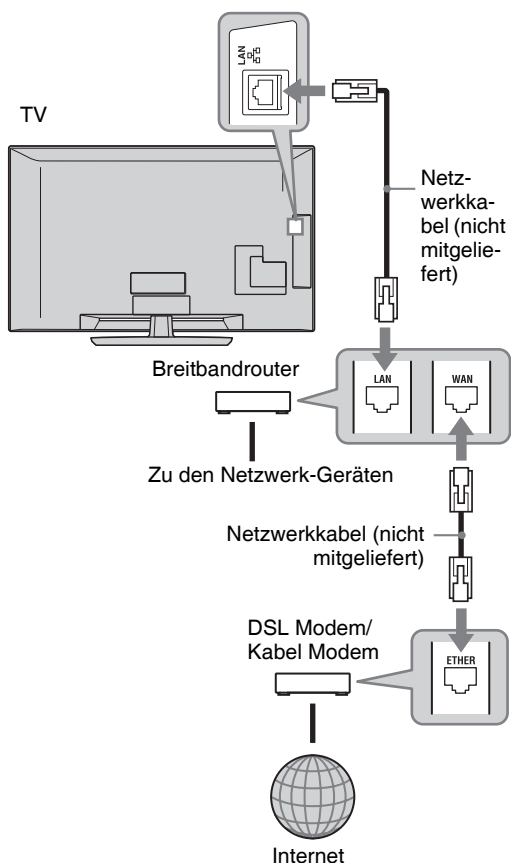 LAN
TV
Netz-
werkka-
bel (nicht
mitgelie-
fert)
Breitbandrouter
LAN
WAN
Zu den Netzwerk-Geräten
Netzwerkkabel (nicht
mitgeliefert)
DSL Modem/
Kabel Modem
ETHER
Internet